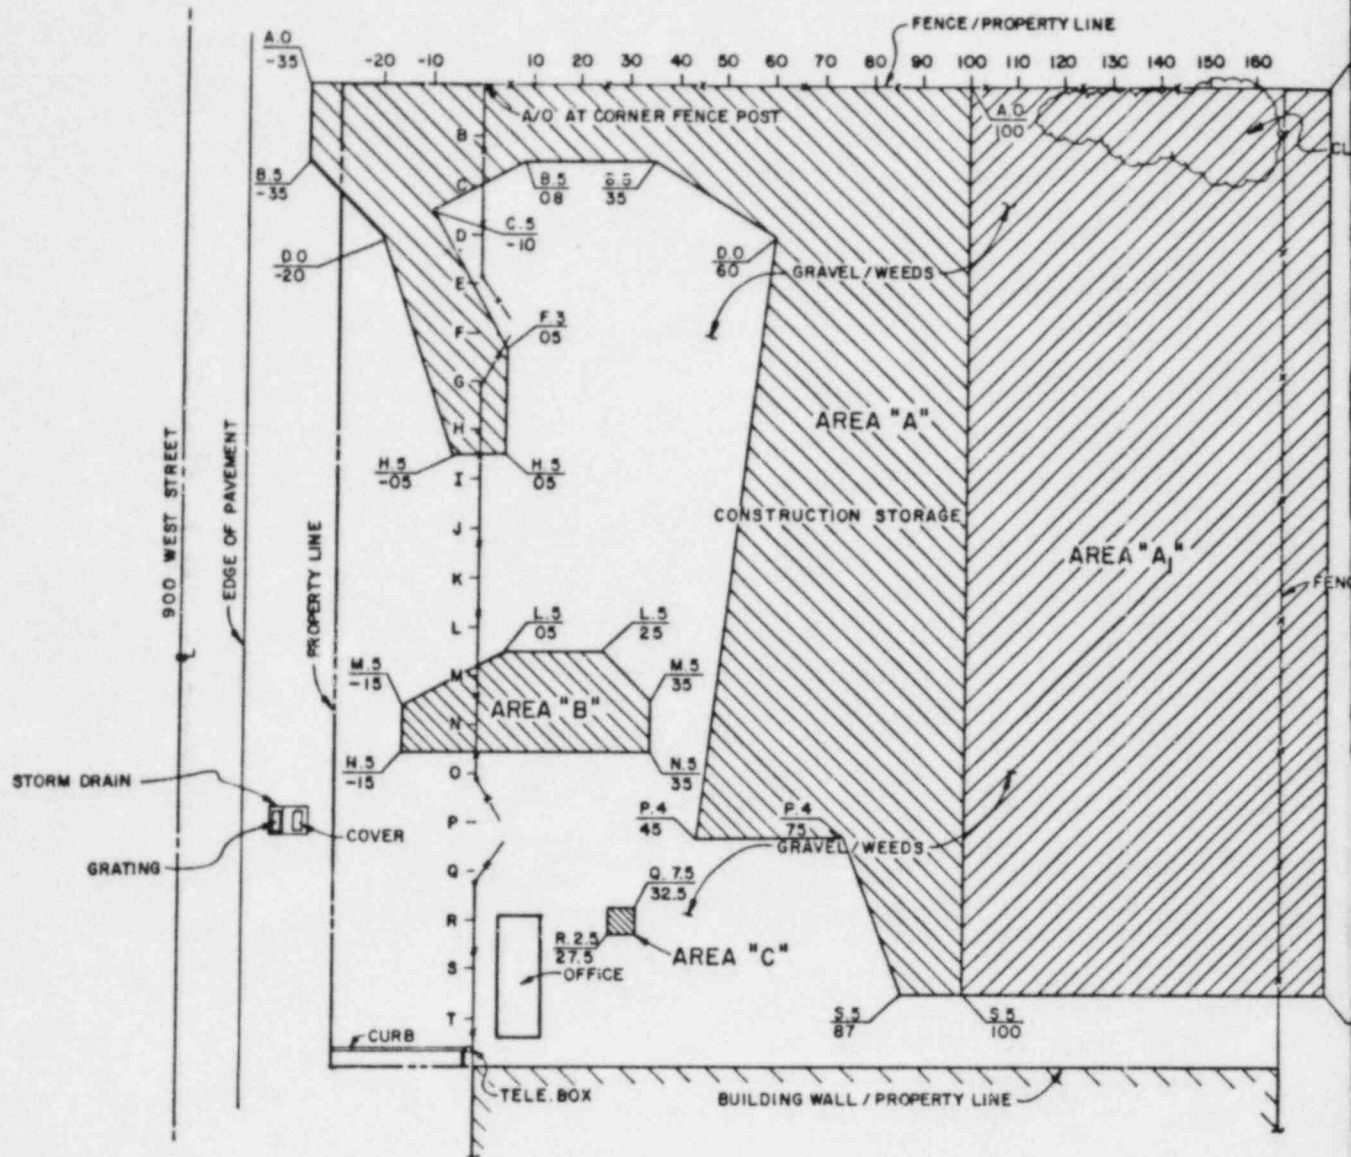 FENCE/PROPERTY LINE
A.0
-35
-20 -10 10 20 30 40 50 60 70 80 90 100 110 120 130 140 150 160
A/O AT CORNER FENCE POST
A.0
100
B
B.5
-35
C
B.5
08
35
C.5
-10
D
D.0
-20
D.0
60
GRAVEL/WEEDS
E
F
F.3
05
G
H
AREA "A"
H.5
-05
H.5
05
I
900 WEST STREET
EDGE OF PAVEMENT
PROPERTY LINE
J
CONSTRUCTION STORAGE
AREA "A1"
K
L
L.5
05
L.5
25
M.5
-15
M
M.5
35
N
AREA "B"
N.5
-15
O
N.5
35
STORM DRAIN
P
P.4
45
P.4
75
COVER
GRATING
GRAVEL/WEEDS
Q
Q.7.5
32.5
R
R.2.5
27.5
AREA "C"
S
OFFICE
T
S.5
87
S.5
100
CURB
TELE. BOX
BUILDING WALL / PROPERTY LINE